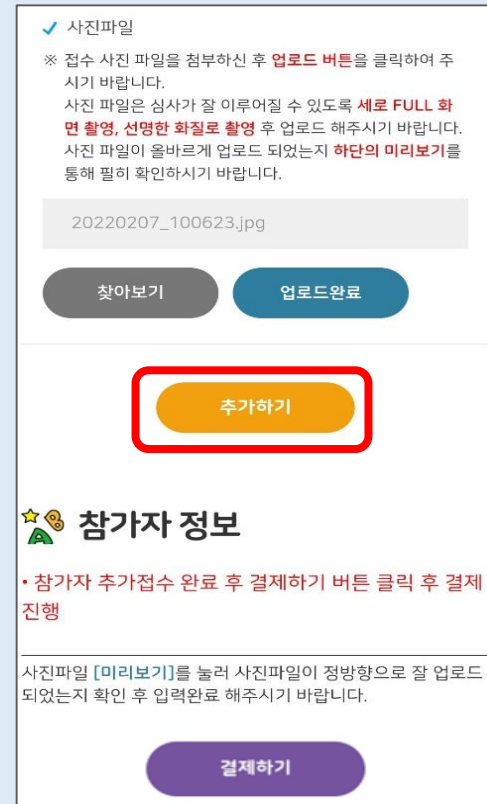 ✓ 사진파일
※ 접수 사진 파일을 첨부하신 후 업로드 버튼을 클릭하여 주
시기 바랍니다.
사진 파일은 심사가 잘 이루어질 수 있도록 세로 FULL 화
면 촬영, 선명한 화질로 촬영 후 업로드 해주시기 바랍니다.
사진 파일이 올바르게 업로드 되었는지 하단의 미리보기를
통해 필히 확인하시기 바랍니다.
20220207_100623.jpg
찾아보기 업로드완료
추가하기
참가자 정보
• 참가자 추가접수 완료 후 결제하기 버튼 클릭 후 결제
진행
사진파일 [미리보기]를 눌러 사진파일이 정방향으로 잘 업로드
되었는지 확인 후 입력완료 해주시기 바랍니다.
결제하기